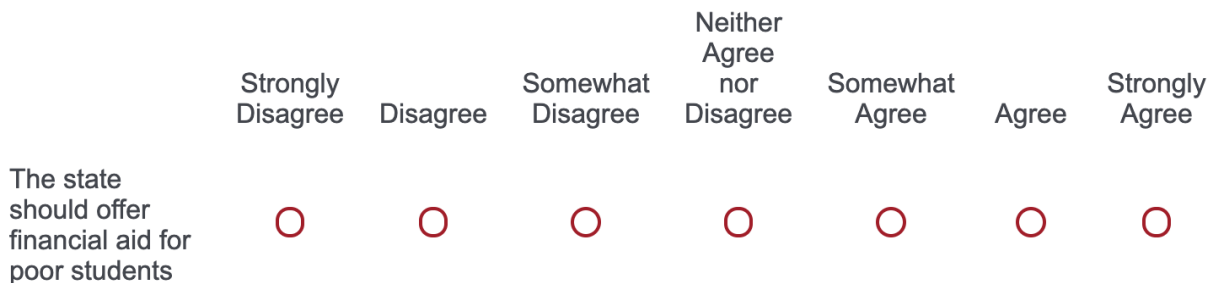 Strongly Disagree
Disagree
Somewhat Disagree
Neither Agree nor Disagree
Somewhat Agree
Agree
Strongly Agree
The state
should offer
financial aid for
poor students